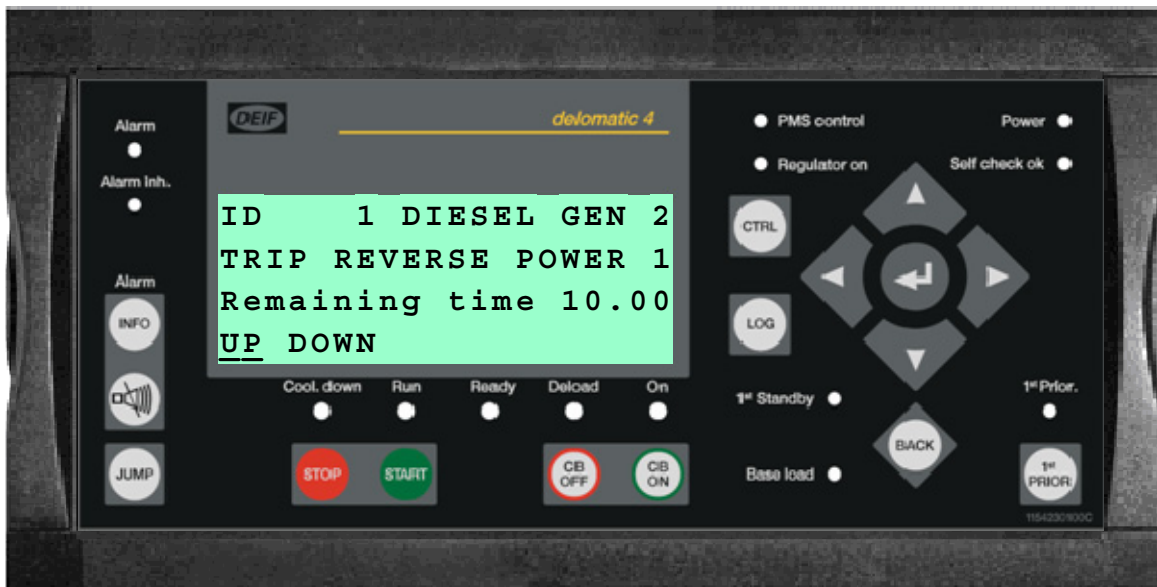 DEIF
delomatic 4
Alarm
Alarm Inh.
PMS control
Power
Regulator on
Self check ok
ID 1 DIESEL GEN 2
TRIP REVERSE POWER 1
Remaining time 10.00
UP DOWN
CTRL
LOG
Alarm
INFO
JUMP
Cool. down
Run
Ready
Deload
On
STOP
START
CB
OFF
CB
ON
1st Standby
Base load
BACK
1st Prior.
1st
PRIOR.
1154230100C